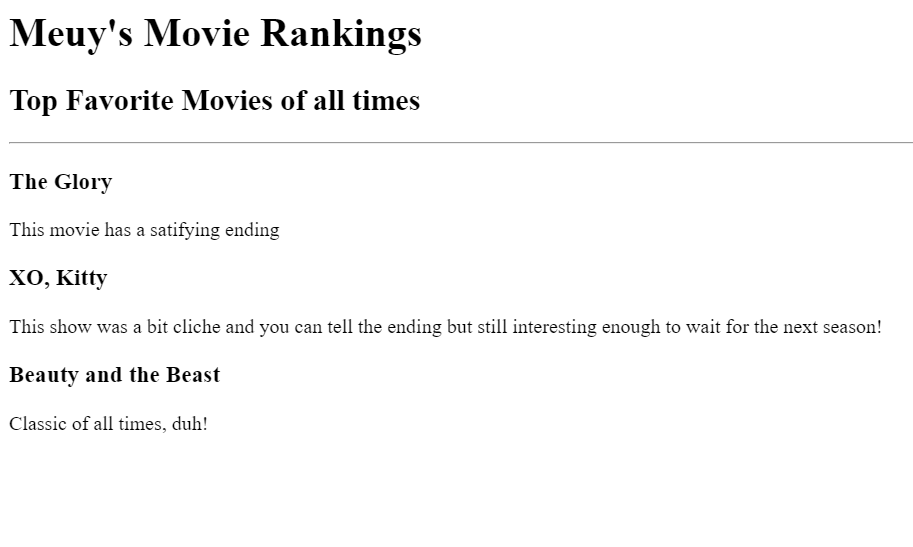 Meuy's Movie Rankings
Top Favorite Movies of all times
The Glory
This movie has a satifying ending
XO, Kitty
This show was a bit cliche and you can tell the ending but still interesting enough to wait for the next season!
Beauty and the Beast
Classic of all times, duh!